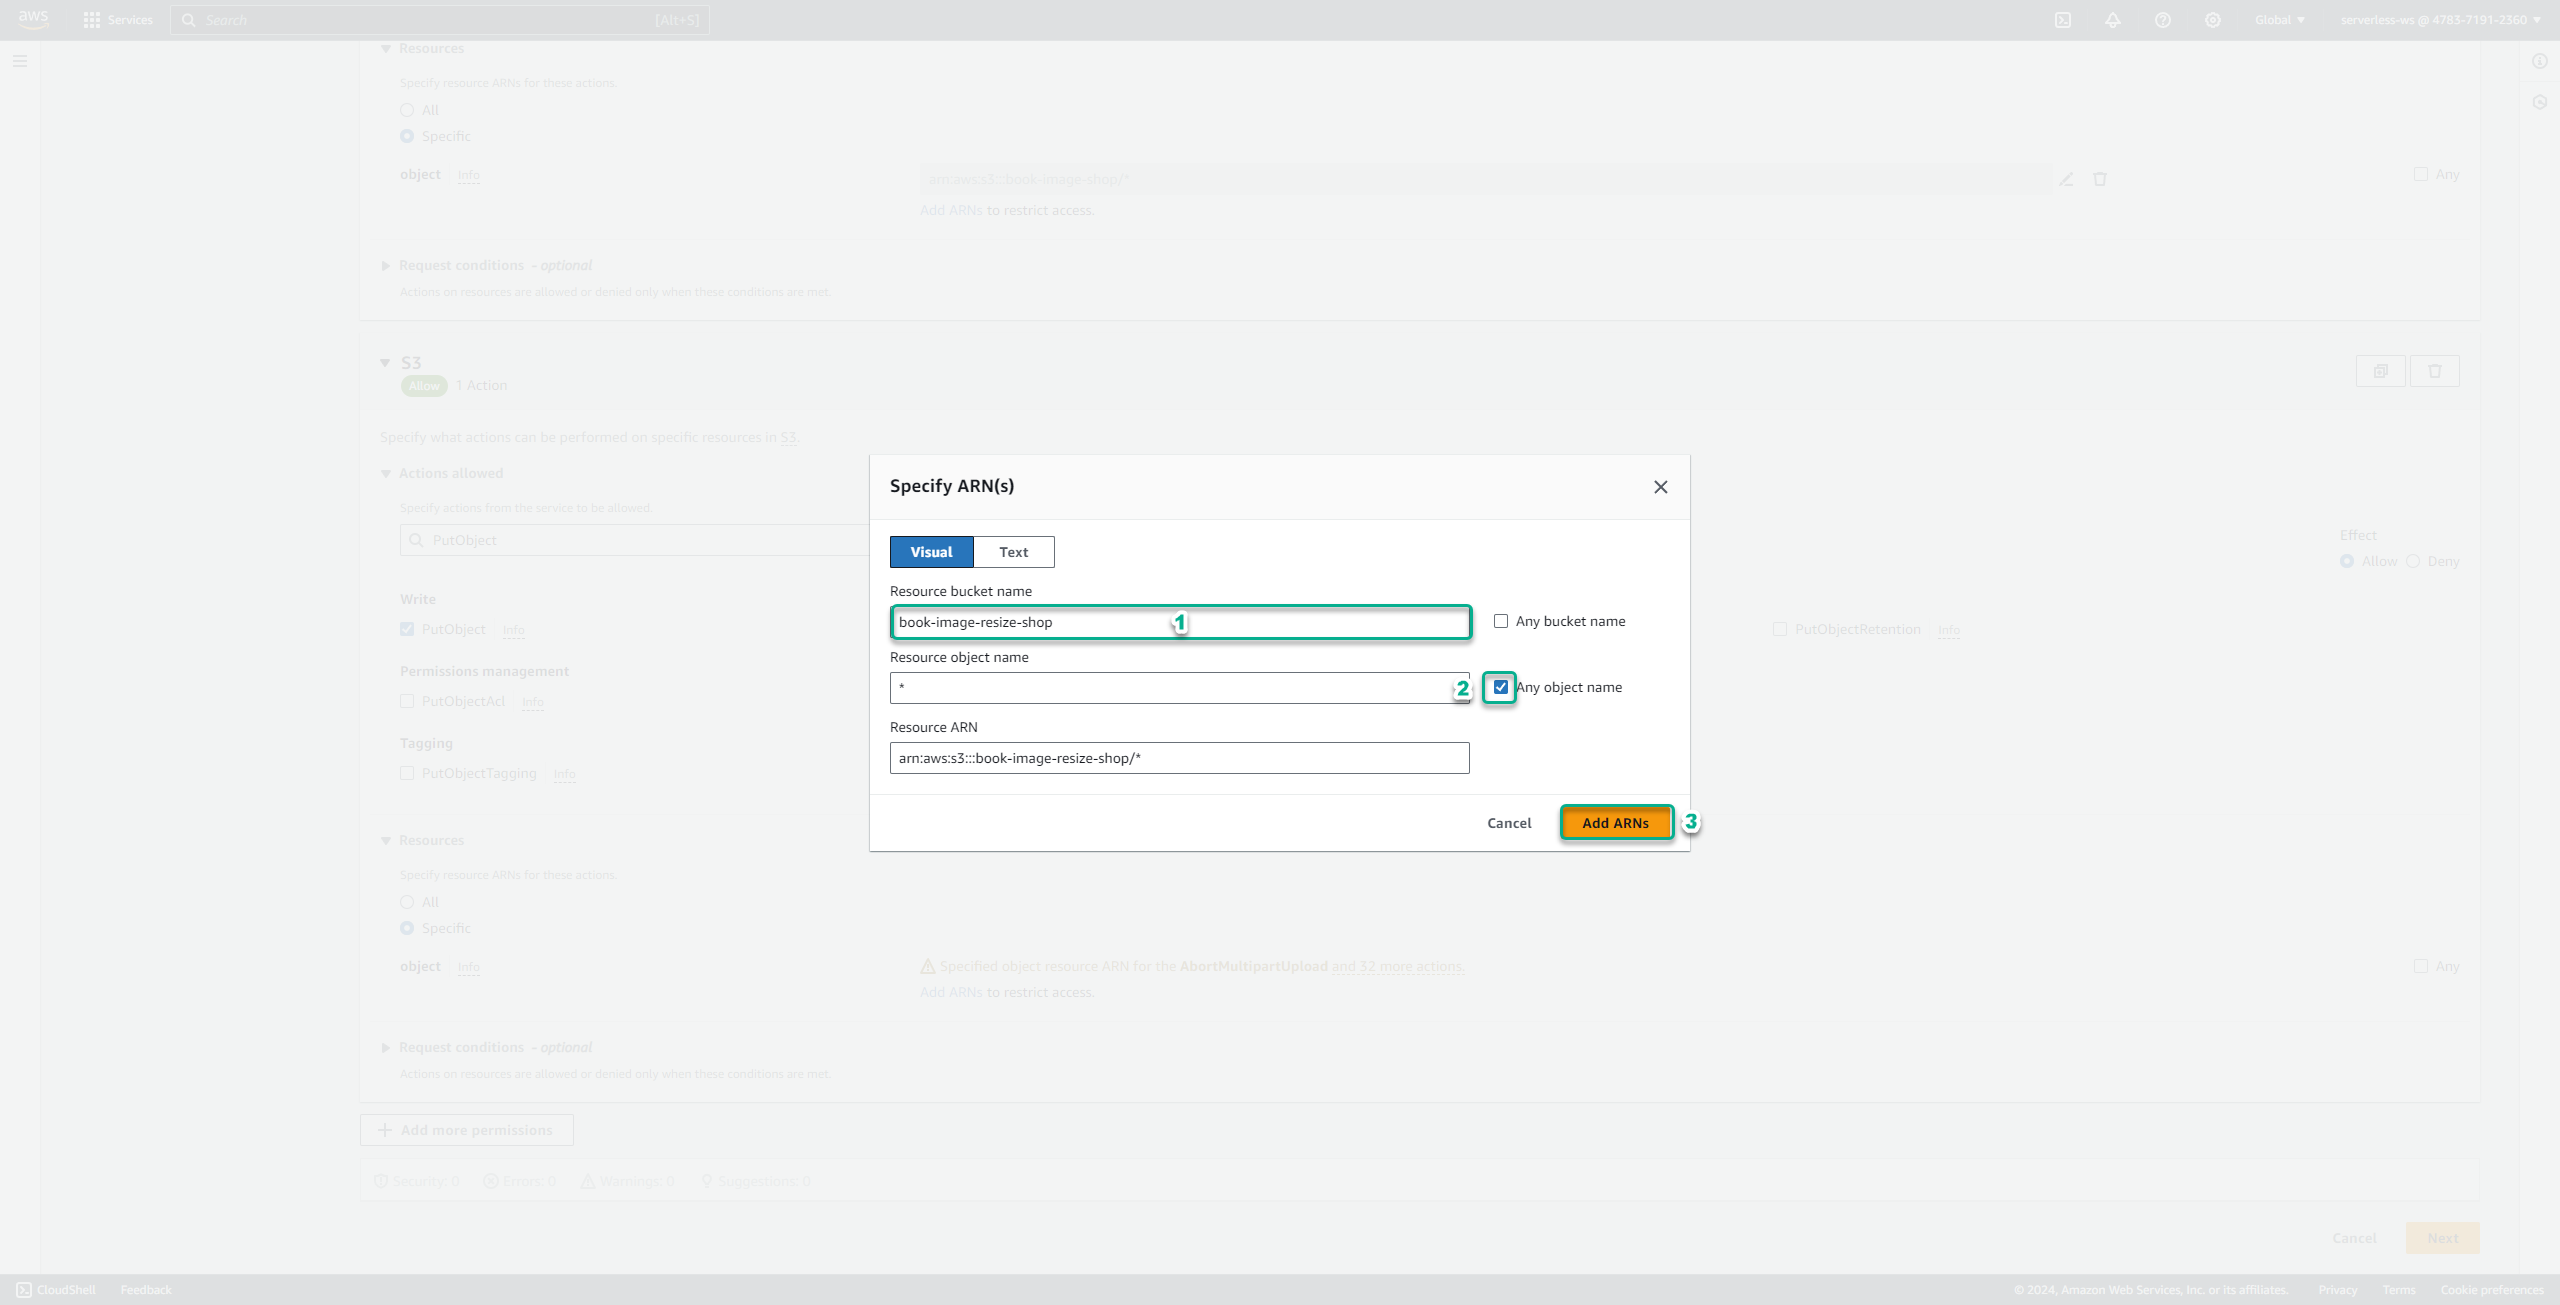 aws Services Search [Alt+S] Global serverless-ws @ 4783-7191-2360
Resources
Specify resource ARNs for these actions.
All
Specific
object Info arn:aws:s3:::book-image-shop/* Any
Add ARNs to restrict access.
Request conditions - optional
Actions on resources are allowed or denied only when these conditions are met.
S3
Allow 1 Action
Specify what actions can be performed on specific resources in S3.
Actions allowed
Specify actions from the service to be allowed.
PutObject
Effect
Allow Deny
Write
PutObject Info
PutObjectRetention Info
Permissions management
PutObjectAcl Info
Tagging
PutObjectTagging Info
Resources
Specify resource ARNs for these actions.
All
Specific
object Info Specified object resource ARN for the AbortMultipartUpload and 32 more actions. Any
Add ARNs to restrict access.
Request conditions - optional
Actions on resources are allowed or denied only when these conditions are met.
Specify ARN(s)
Visual Text
Resource bucket name
book-image-resize-shop 1 Any bucket name
Resource object name
* 2 Any object name
Resource ARN
arn:aws:s3:::book-image-resize-shop/*
Cancel Add ARNs 3
Add more permissions
Security: 0 Errors: 0 Warnings: 0 Suggestions: 0
Cancel Next
CloudShell Feedback © 2024, Amazon Web Services, Inc. or its affiliates. Privacy Terms Cookie preferences